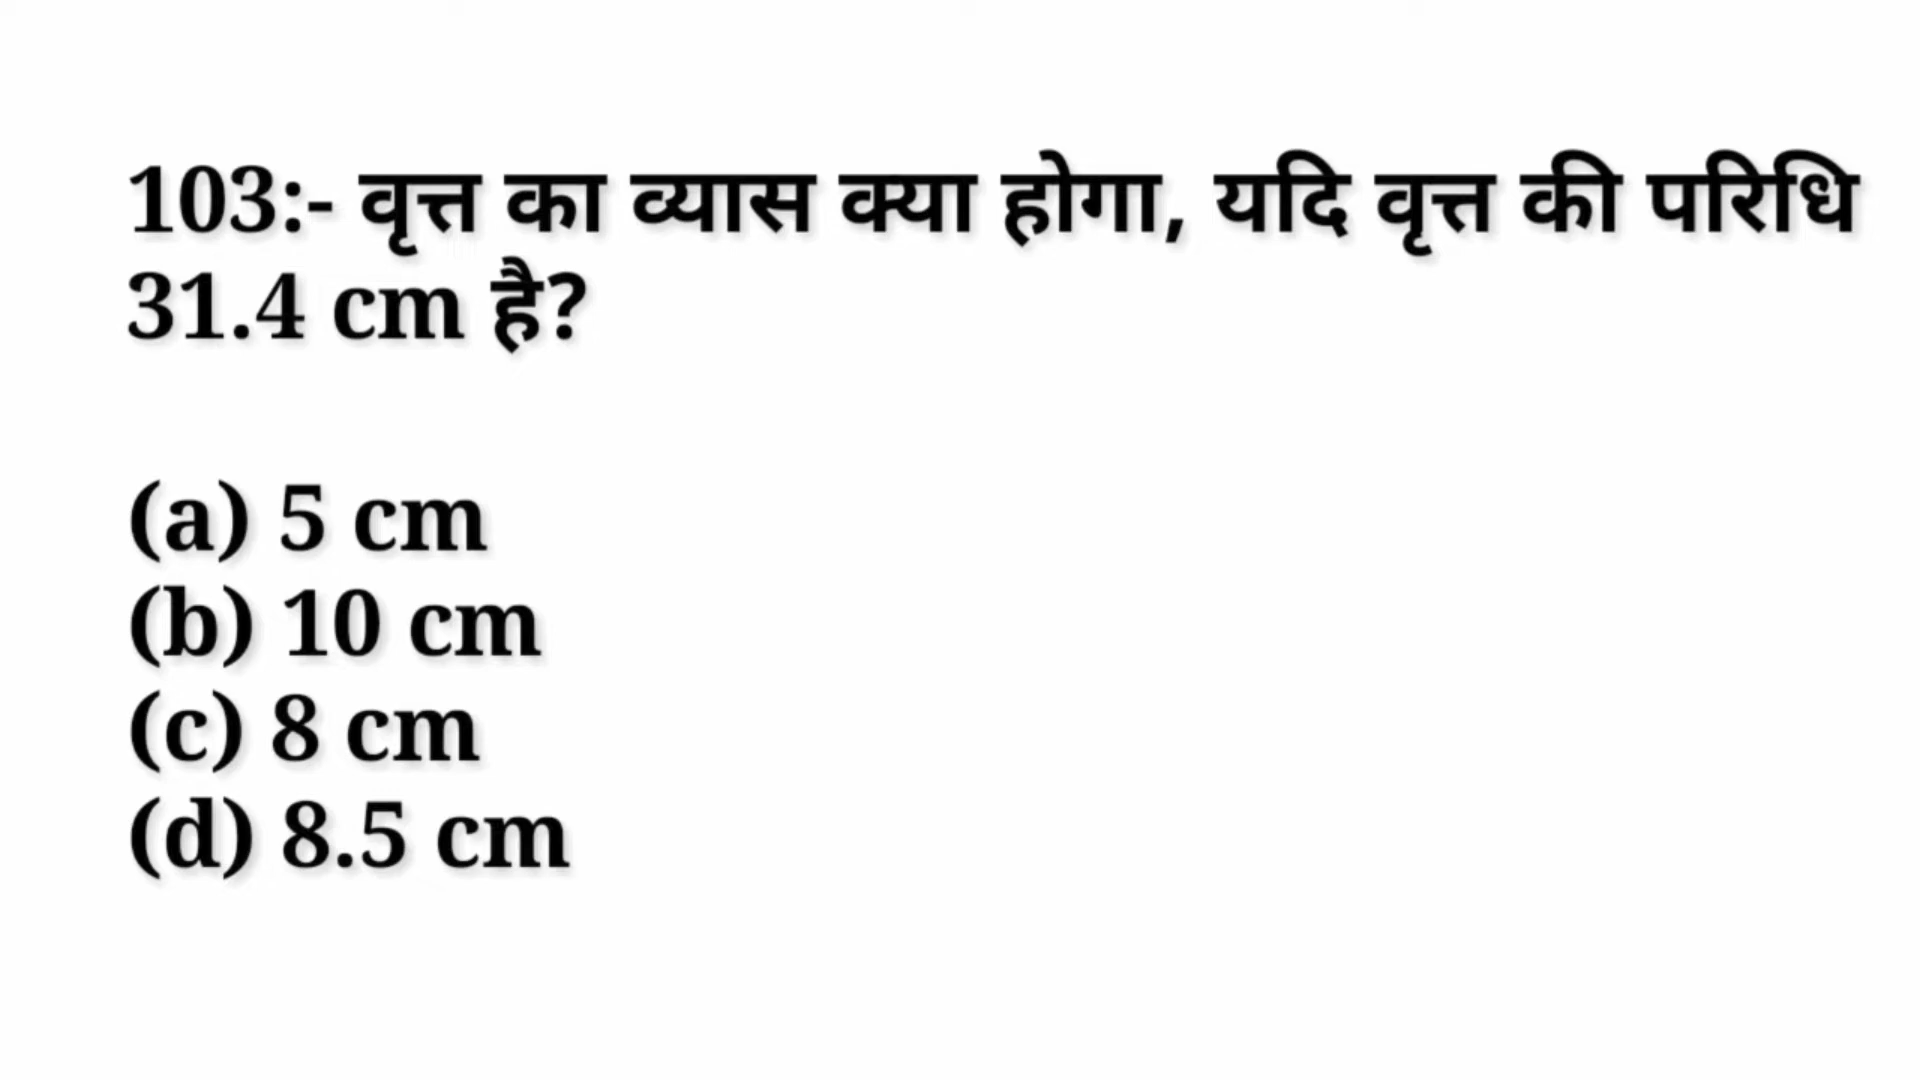 103:- वृत्त का व्यास क्या होगा, यदि वृत्त की परिधि
31.4 cm है?
(a) 5 cm
(b) 10 cm
(c) 8 cm
(d) 8.5 cm